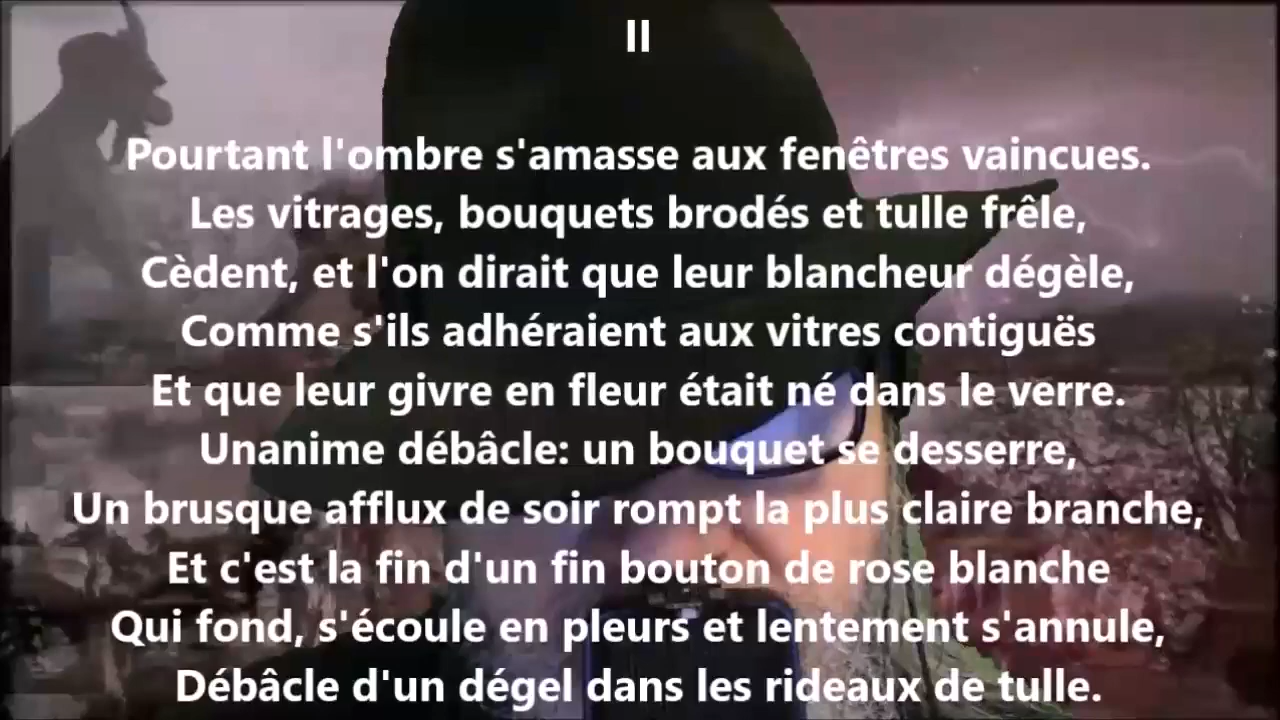 II
Pourtant l'ombre s'amasse aux fenêtres vaincues.
Les vitrages, bouquets brodés et tulle frêle,
Cèdent, et l'on dirait que leur blancheur dégèle,
Comme s'ils adhéraient aux vitres contiguës
Et que leur givre en fleur était né dans le verre.
Unanime débâcle: un bouquet se desserre,
Un brusque afflux de soir rompt la plus claire branche,
Et c'est la fin d'un fin bouton de rose blanche
Qui fond, s'écoule en pleurs et lentement s'annule,
Débâcle d'un dégel dans les rideaux de tulle.